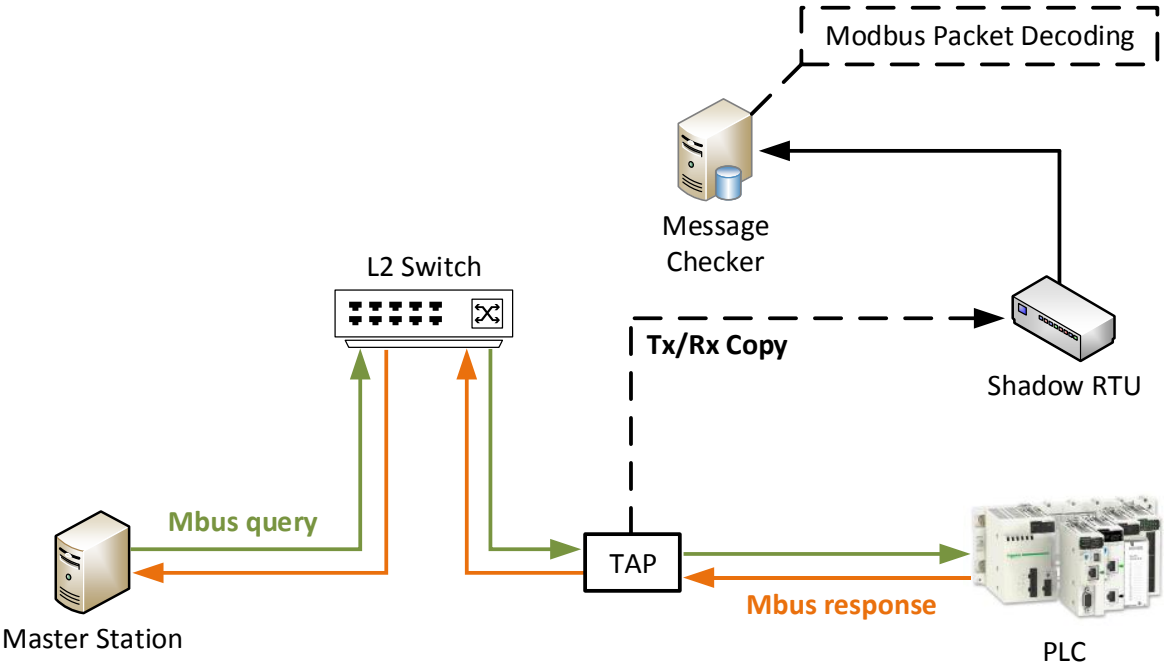 Modbus Packet Decoding
Message
Checker
L2 Switch
Tx/Rx Copy
Shadow RTU
Mbus query
TAP
Mbus response
Master Station
PLC